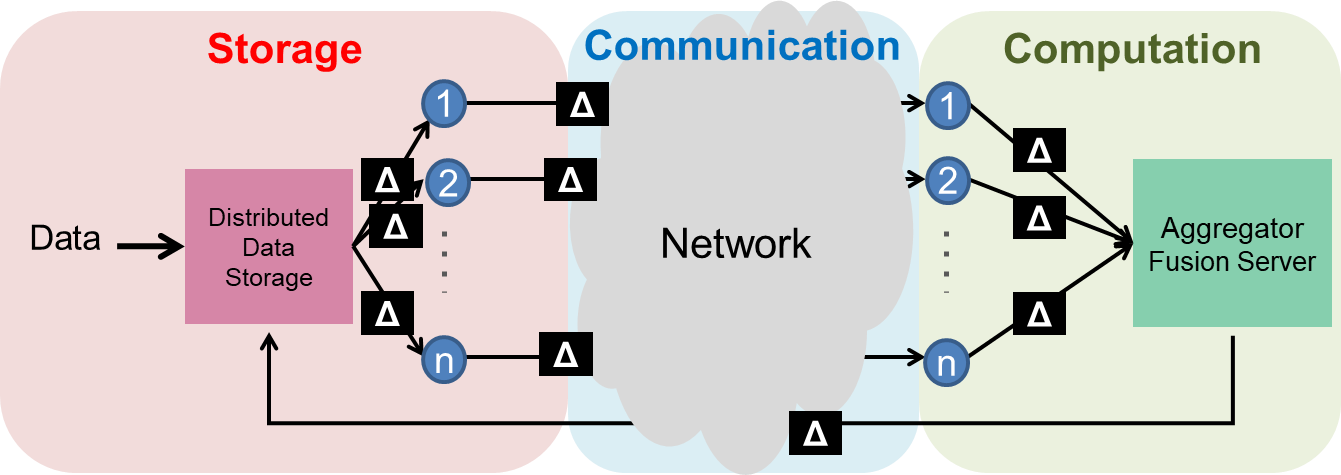 Storage
Communication
Computation
1
Δ
1
Δ
Δ
2
Δ
2
Δ
Δ
Data
Distributed
Data
Storage
Network
Aggregator
Fusion Server
Δ
Δ
n
Δ
n
Δ